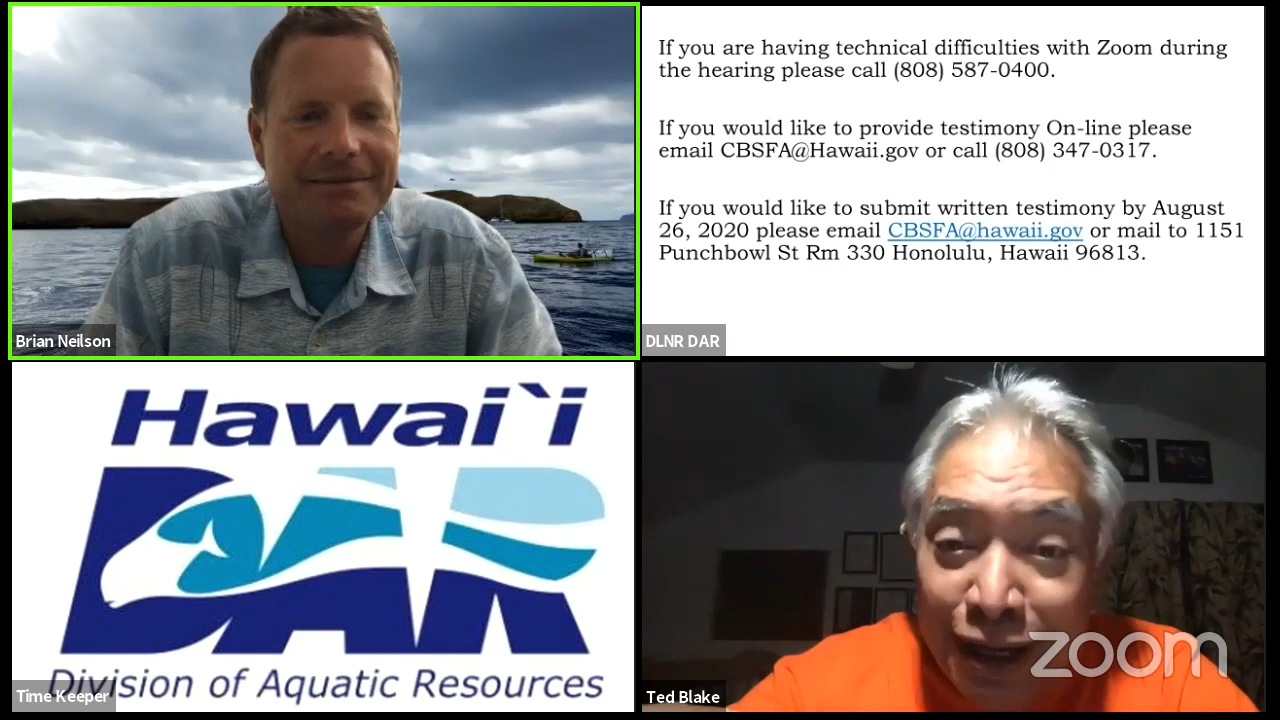 If you are having technical difficulties with Zoom during
the hearing please call (808) 587-0400.
If you would like to provide testimony On-line please
email CBSFA@Hawaii.gov or call (808) 347-0317.
If you would like to submit written testimony by August
26, 2020 please email CBSFA@hawaii.gov or mail to 1151
Punchbowl St Rm 330 Honolulu, Hawaii 96813.
Brian Neilson
DLNR DAR
Hawai`i
DAR
Division of Aquatic Resources
Time Keeper
Ted Blake
zoom